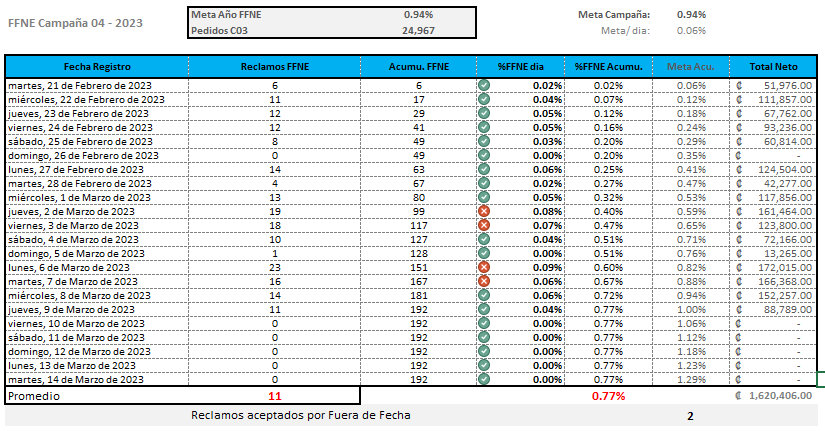 FFNE Campaña 04 - 2023
Meta Año FFNE 0.94% Meta Campaña: 0.94%
Pedidos C03 24,967 Meta/ dia: 0.06%
Fecha Registro Reclamos FFNE Acumu. FFNE %FFNE dia %FFNE Acumu. Meta Acu. Total Neto
martes, 21 de Febrero de 2023 6 6 0.02% 0.02% 0.06% ₡ 51,976.00
miércoles, 22 de Febrero de 2023 11 17 0.04% 0.07% 0.12% ₡ 111,857.00
jueves, 23 de Febrero de 2023 12 29 0.05% 0.12% 0.18% ₡ 67,762.00
viernes, 24 de Febrero de 2023 12 41 0.05% 0.16% 0.24% ₡ 93,236.00
sábado, 25 de Febrero de 2023 8 49 0.03% 0.20% 0.29% ₡ 60,814.00
domingo, 26 de Febrero de 2023 0 49 0.00% 0.20% 0.35% ₡ -
lunes, 27 de Febrero de 2023 14 63 0.06% 0.25% 0.41% ₡ 124,504.00
martes, 28 de Febrero de 2023 4 67 0.02% 0.27% 0.47% ₡ 42,277.00
miércoles, 1 de Marzo de 2023 13 80 0.05% 0.32% 0.53% ₡ 117,856.00
jueves, 2 de Marzo de 2023 19 99 0.08% 0.40% 0.59% ₡ 161,464.00
viernes, 3 de Marzo de 2023 18 117 0.07% 0.47% 0.65% ₡ 123,800.00
sábado, 4 de Marzo de 2023 10 127 0.04% 0.51% 0.71% ₡ 72,166.00
domingo, 5 de Marzo de 2023 1 128 0.00% 0.51% 0.76% ₡ 13,265.00
lunes, 6 de Marzo de 2023 23 151 0.09% 0.60% 0.82% ₡ 172,015.00
martes, 7 de Marzo de 2023 16 167 0.06% 0.67% 0.88% ₡ 166,368.00
miércoles, 8 de Marzo de 2023 14 181 0.06% 0.72% 0.94% ₡ 152,257.00
jueves, 9 de Marzo de 2023 11 192 0.04% 0.77% 1.00% ₡ 88,789.00
viernes, 10 de Marzo de 2023 0 192 0.00% 0.77% 1.06% ₡ -
sábado, 11 de Marzo de 2023 0 192 0.00% 0.77% 1.12% ₡ -
domingo, 12 de Marzo de 2023 0 192 0.00% 0.77% 1.18% ₡ -
lunes, 13 de Marzo de 2023 0 192 0.00% 0.77% 1.23% ₡ -
martes, 14 de Marzo de 2023 0 192 0.00% 0.77% 1.29% ₡ -
Promedio 11 0.77% ₡ 1,620,406.00
Reclamos aceptados por Fuera de Fecha 2